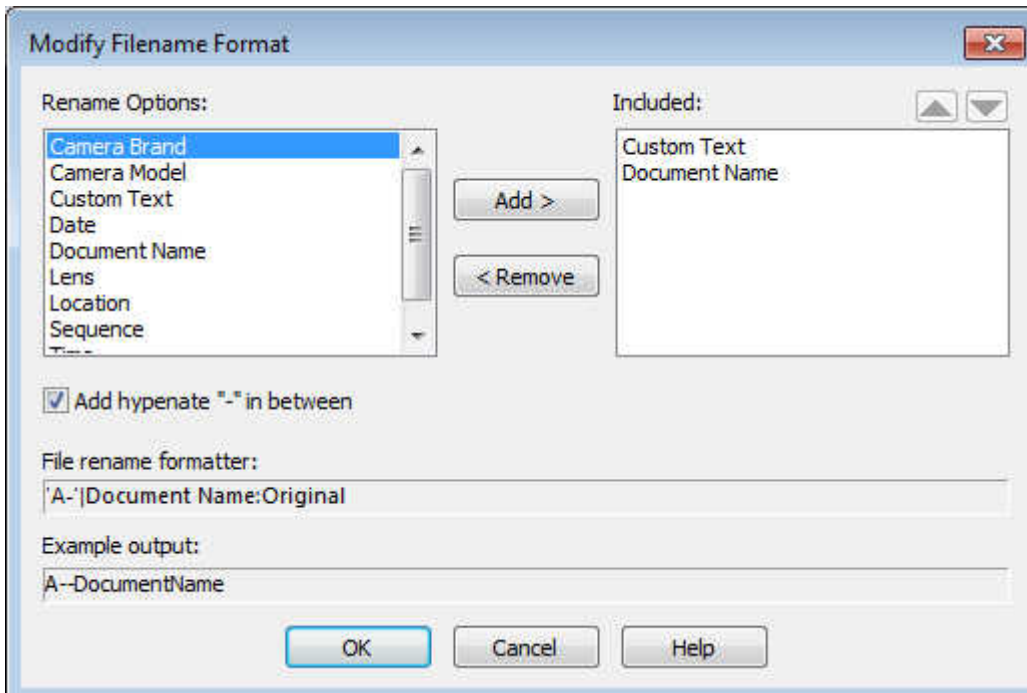 Modify Filename Format
Rename Options:
Camera Brand
Camera Model
Custom Text
Date
Document Name
Lens
Location
Sequence
Time
Add >
< Remove
Included:
Custom Text
Document Name
Add hypenate "-" in between
File rename formatter:
'A-'|Document Name:Original
Example output:
A--DocumentName
OK
Cancel
Help